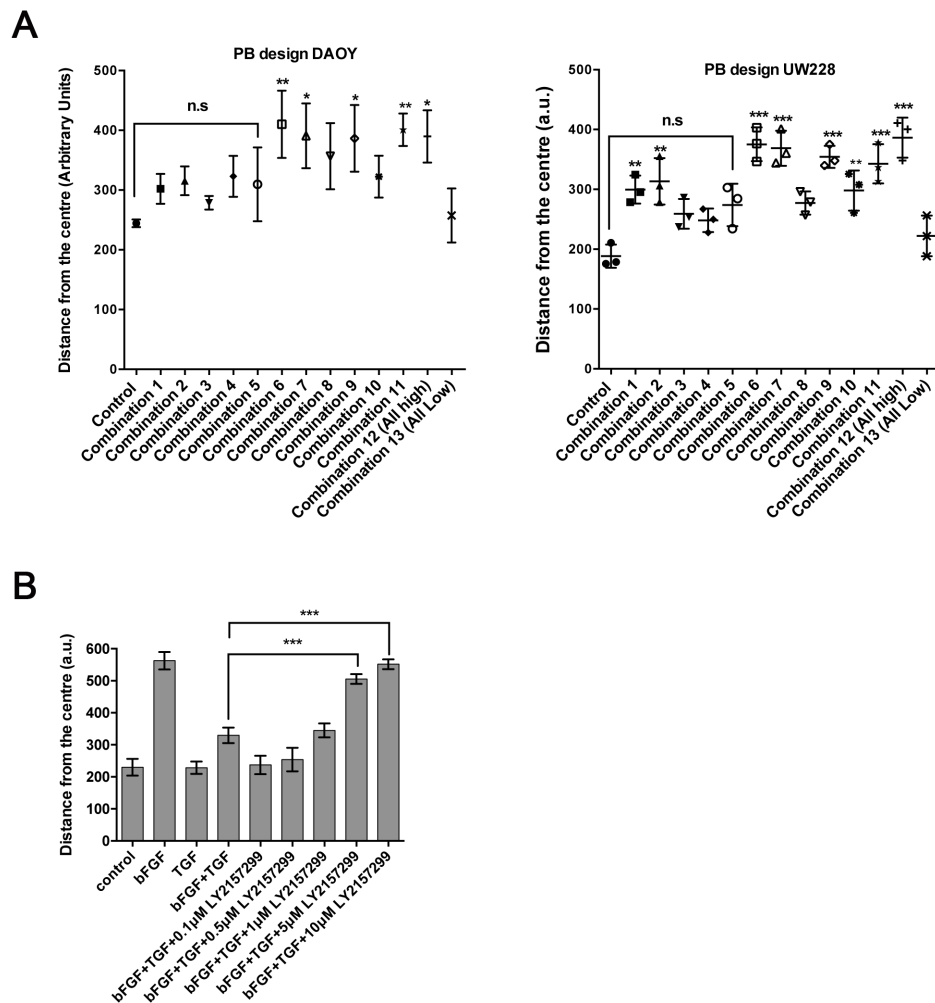 A
PB design DAOY
Distance from the centre (Arbitrary Units)
500
400
300
200
100
0
n.s
**
*
*
**
*
Control
Combination 1
Combination 2
Combination 3
Combination 4
Combination 5
Combination 6
Combination 7
Combination 8
Combination 9
Combination 10
Combination 11
Combination 12 (All high)
Combination 13 (All Low)
PB design UW228
Distance from the centre (a.u.)
500
400
300
200
100
0
n.s
**
**
***
***
***
**
***
***
Control
Combination 1
Combination 2
Combination 3
Combination 4
Combination 5
Combination 6
Combination 7
Combination 8
Combination 9
Combination 10
Combination 11
Combination 12 (All high)
Combination 13 (All Low)
B
Distance from the centre (a.u.)
600
500
400
300
200
100
0
***
***
control
bFGF
TGF
bFGF+TGF
bFGF+TGF+0.1µM LY2157299
bFGF+TGF+0.5µM LY2157299
bFGF+TGF+1µM LY2157299
bFGF+TGF+5µM LY2157299
bFGF+TGF+10µM LY2157299